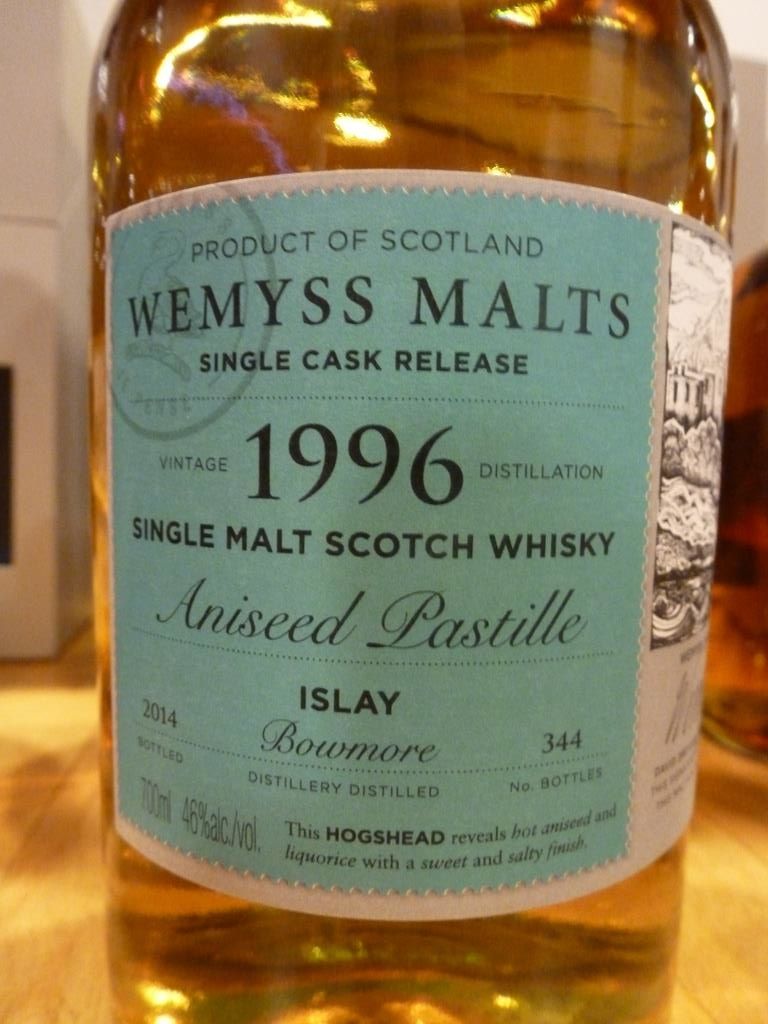 PRODUCT OF SCOTLAND
WEMYSS MALTS
SINGLE CASK RELEASE
VINTAGE 1996 DISTILLATION
SINGLE MALT SCOTCH WHISKY
Aniseed Pastille
ISLAY
2014 Bowmore 344
BOTTLED DISTILLERY DISTILLED No. BOTTLES
700ml 46%alc./vol.
This HOGSHEAD reveals hot aniseed and
liquorice with a sweet and salty finish.